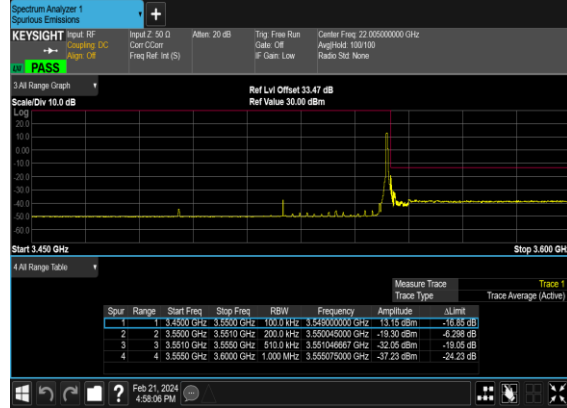 Spectrum Analyzer 1
Spurious Emissions
KEYSIGHT Input: RF Input Z: 50 Ω Atten: 20 dB Trig: Free Run Center Freq: 22.005000000 GHz
Coupling: DC Corr CCorr Gate: Off Avg|Hold: 100/100
Align: Off Freq Ref: Int (S) IF Gain: Low Radio Std: None
LW PASS
3 All Range Graph
Ref Lvl Offset 33.47 dB
Scale/Div 10.0 dB Ref Value 30.00 dBm
Log
20.0
10.0
0.00
-10.0
-20.0
-30.0
-40.0
-50.0
-60.0
Start 3.450 GHz Stop 3.600 GHz
4 All Range Table
Measure Trace Trace 1
Trace Type Trace Average (Active)
Spur Range Start Freq Stop Freq RBW Frequency Amplitude ΔLimit
1 1 3.4500 GHz 3.5500 GHz 100.0 kHz 3.549000000 GHz 13.15 dBm -16.85 dB
2 2 3.5500 GHz 3.5510 GHz 200.0 kHz 3.550045000 GHz -19.30 dBm -6.298 dB
3 3 3.5510 GHz 3.5550 GHz 510.0 kHz 3.551046667 GHz -32.05 dBm -19.05 dB
4 4 3.5550 GHz 3.6000 GHz 1.000 MHz 3.555075000 GHz -37.23 dBm -24.23 dB
? Feb 21, 2024
4:58:06 PM